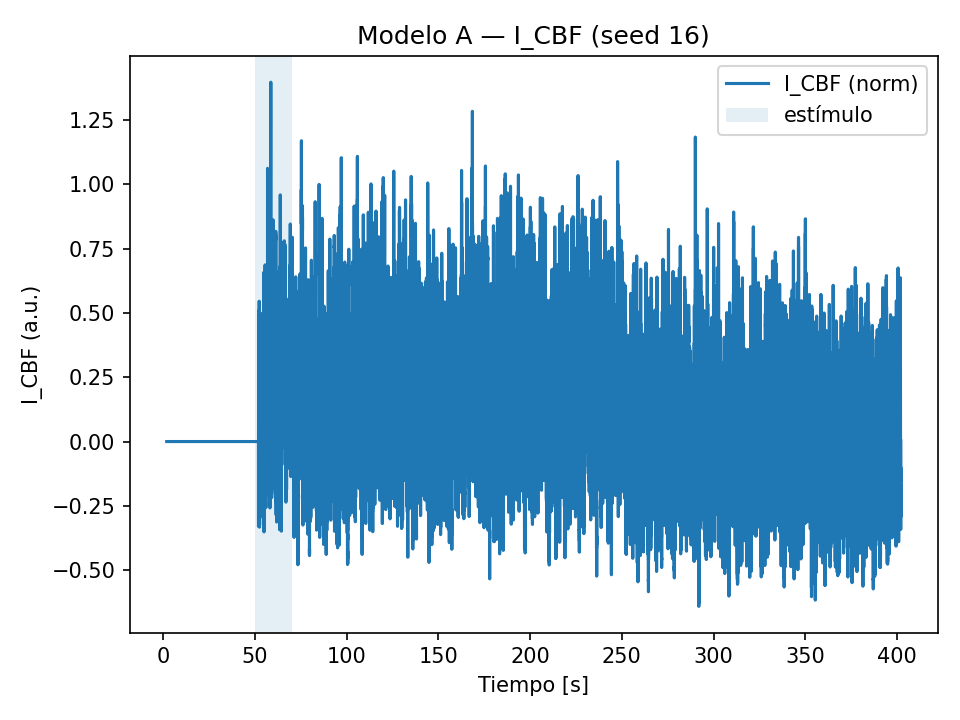 Modelo A — I_CBF (seed 16)
I_CBF (norm)
estímulo
I_CBF (a.u.)
1.25
1.00
0.75
0.50
0.25
0.00
−0.25
−0.50
0 50 100 150 200 250 300 350 400
Tiempo [s]